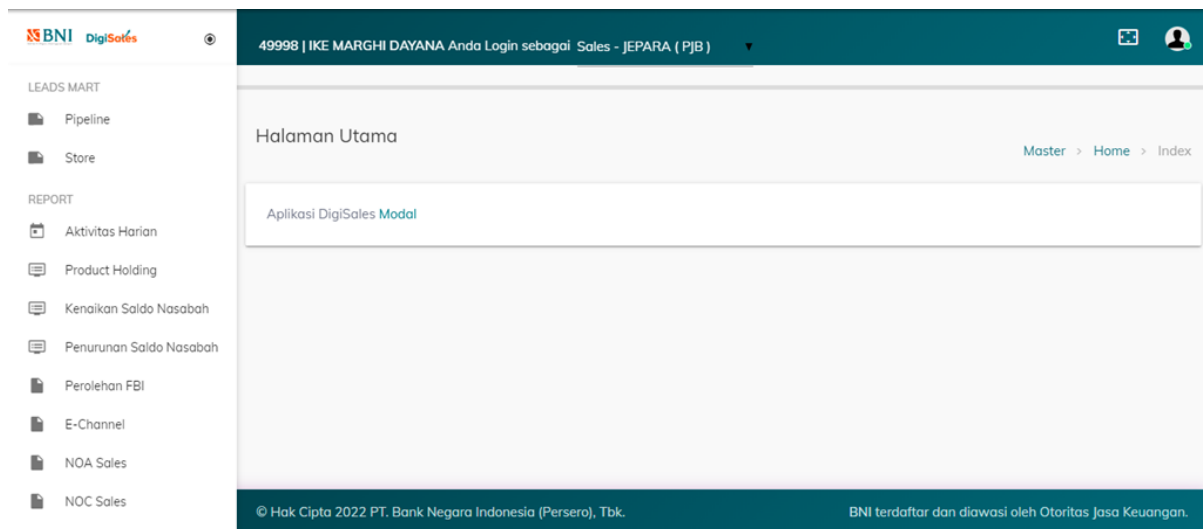 BNI DigiSales
49998 | IKE MARGHI DAYANA Anda Login sebagai Sales - JEPARA ( PJB )
LEADS MART
Pipeline
Store
REPORT
Aktivitas Harian
Product Holding
Kenaikan Saldo Nasabah
Penurunan Saldo Nasabah
Perolehan FBI
E-Channel
NOA Sales
NOC Sales
Halaman Utama
Master > Home > Index
Aplikasi DigiSales Modal
© Hak Cipta 2022 PT. Bank Negara Indonesia (Persero), Tbk.
BNI terdaftar dan diawasi oleh Otoritas Jasa Keuangan.